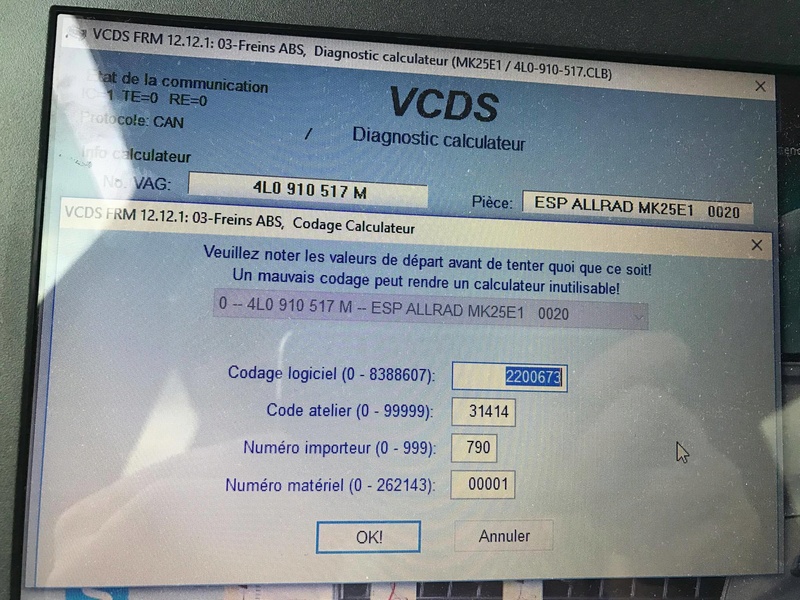 VCDS FRM 12.12.1: 03-Freins ABS, Diagnostic calculateur (MK25E1 / 4L0-910-517.CLB)
Etat de la communication
IC=1 TE=0 RE=0
Protocole: CAN
VCDS
/ Diagnostic calculateur
Info calculateur
No. VAG: 4L0 910 517 M
Pièce: ESP ALLRAD MK25E1 0020
VCDS FRM 12.12.1: 03-Freins ABS, Codage Calculateur
Veuillez noter les valeurs de départ avant de tenter quoi que ce soit!
Un mauvais codage peut rendre un calculateur inutilisable!
0 -- 4L0 910 517 M -- ESP ALLRAD MK25E1 0020
Codage logiciel (0 - 8388607): 2200673
Code atelier (0 - 99999): 31414
Numéro importeur (0 - 999): 790
Numéro matériel (0 - 262143): 00001
OK! Annuler